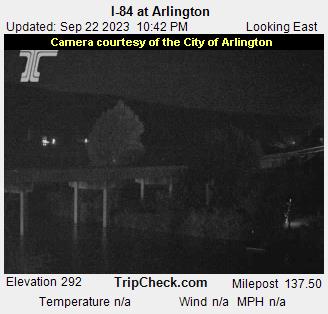 I-84 at Arlington
Updated: Sep 22 2023 10:42 PM Looking East
Camera courtesy of the City of Arlington
Elevation 292 TripCheck.com Milepost 137.50
Temperature n/a Wind n/a MPH n/a